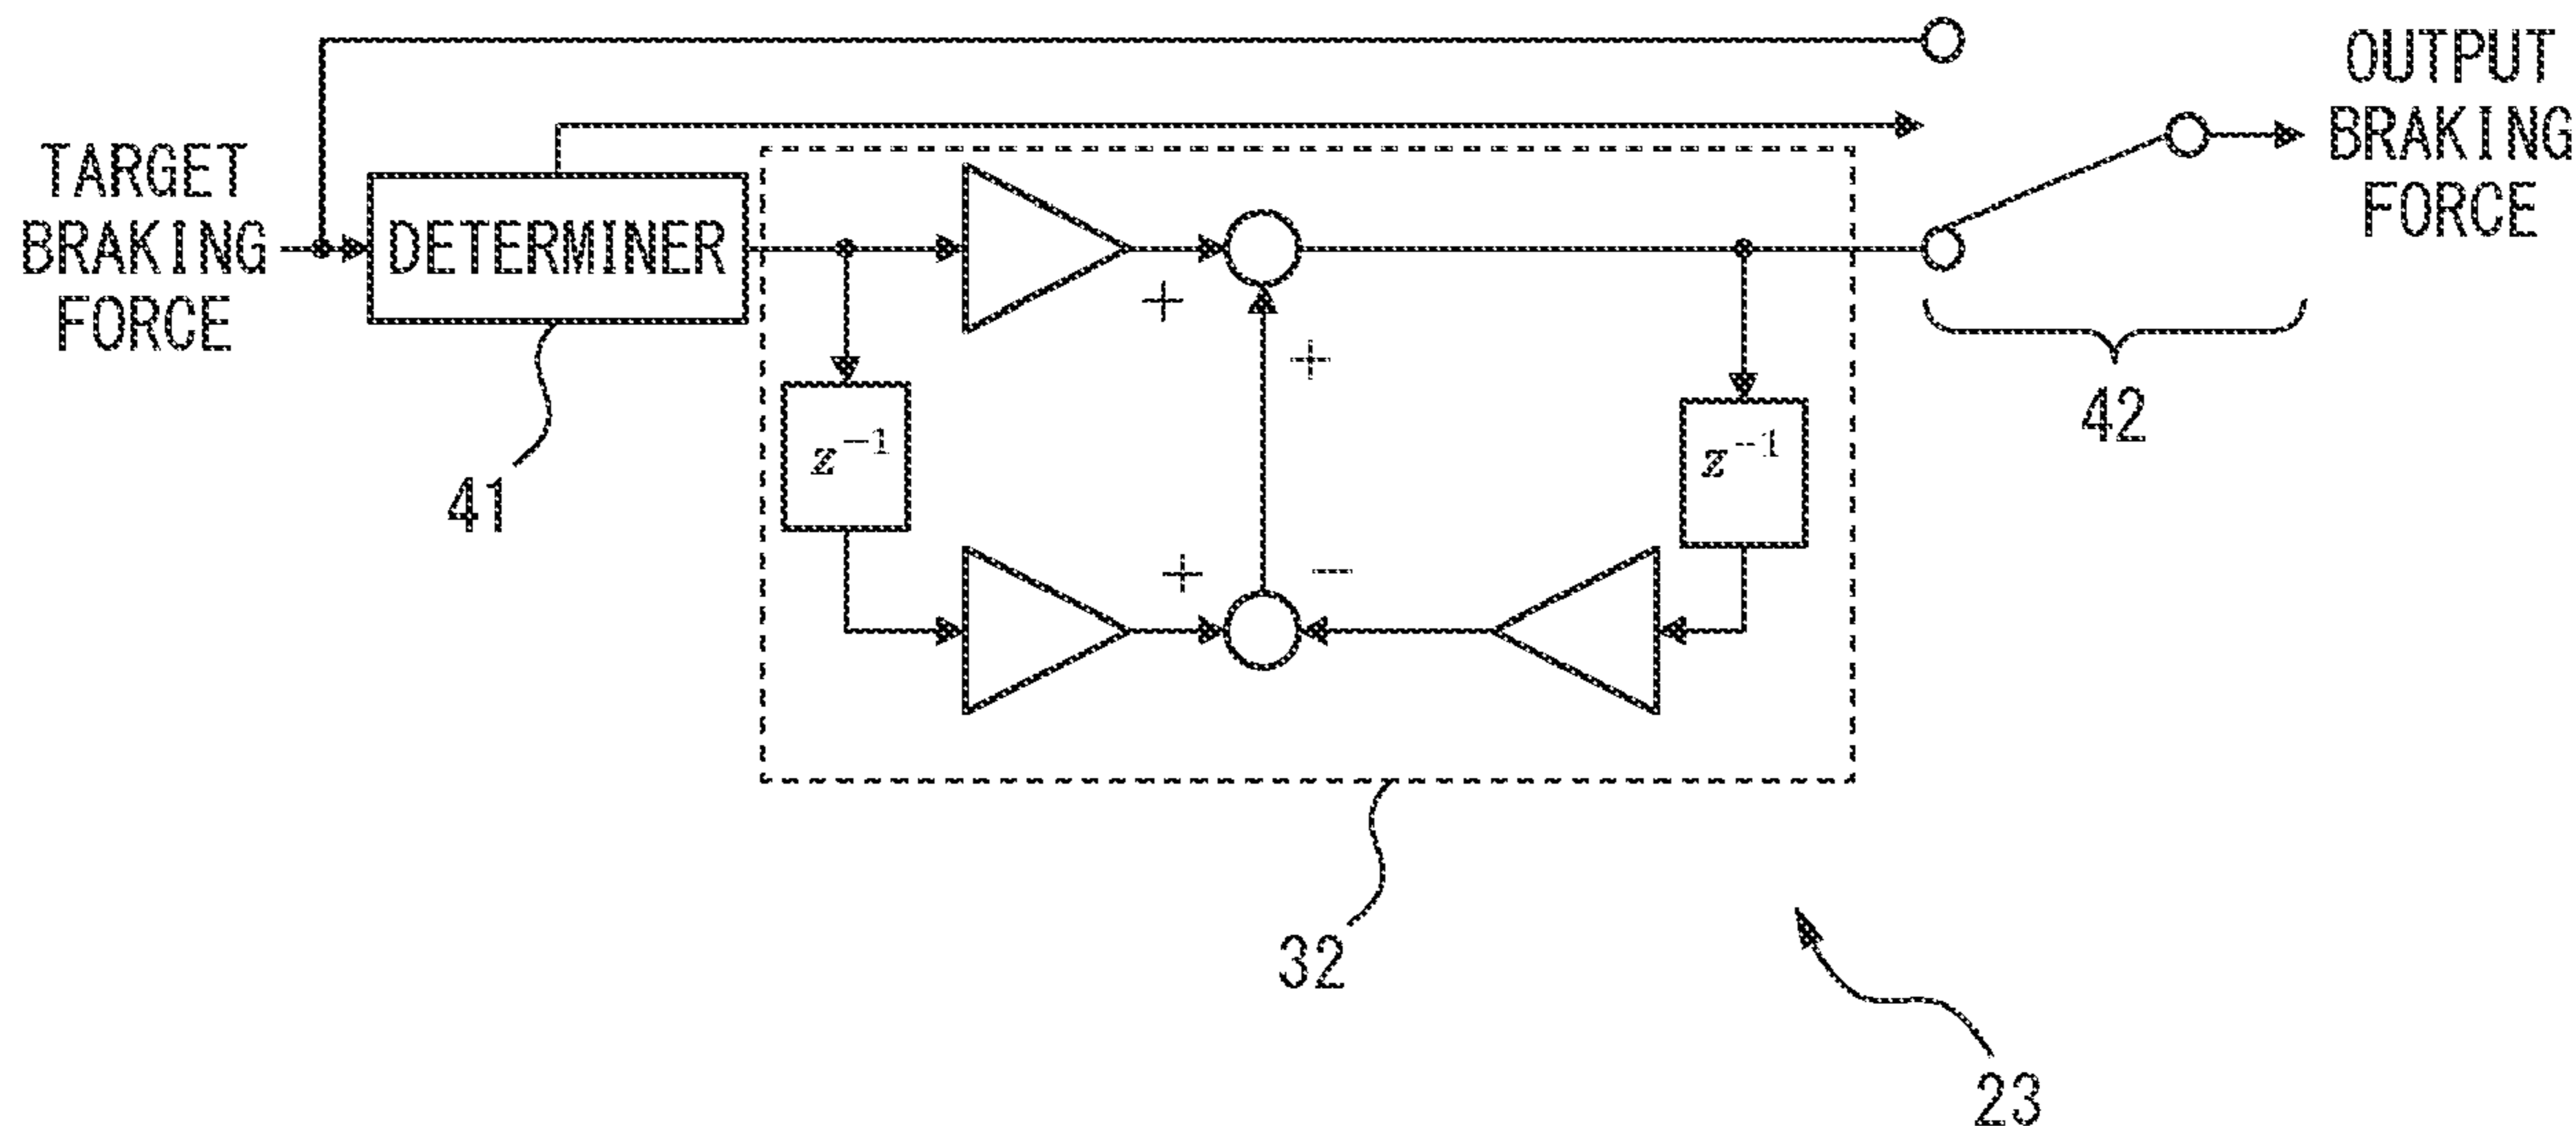 TARGET
BRAKING
FORCE
DETERMINER
41
z⁻¹
+
+
+
−
z⁻¹
32
42
OUTPUT
BRAKING
FORCE
23